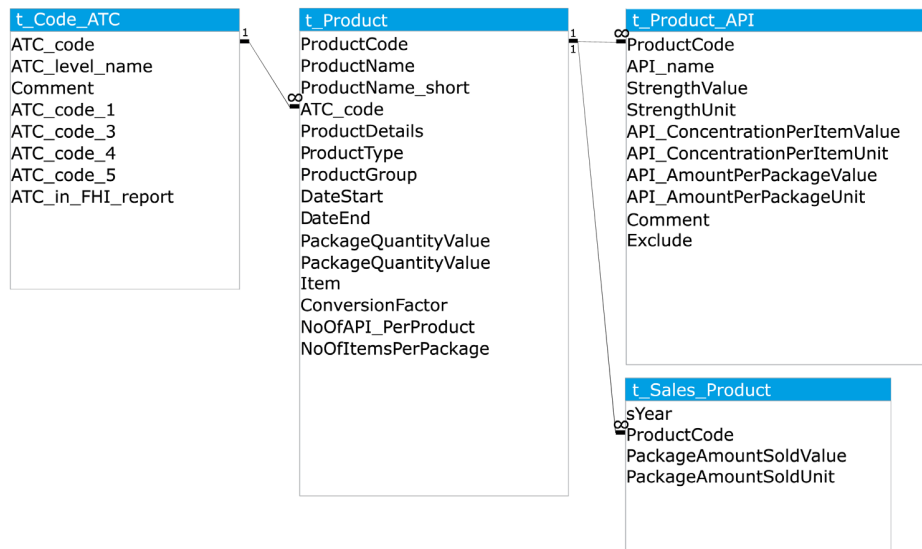 t_Code_ATC
ATC_code
ATC_level_name
Comment
ATC_code_1
ATC_code_3
ATC_code_4
ATC_code_5
ATC_in_FHI_report
1
∞
t_Product
ProductCode
ProductName
ProductName_short
ATC_code
ProductDetails
ProductType
ProductGroup
DateStart
DateEnd
PackageQuantityValue
PackageQuantityValue
Item
ConversionFactor
NoOfAPI_PerProduct
NoOfItemsPerPackage
1
1
∞
t_Product_API
ProductCode
API_name
StrengthValue
StrengthUnit
API_ConcentrationPerItemValue
API_ConcentrationPerItemUnit
API_AmountPerPackageValue
API_AmountPerPackageUnit
Comment
Exclude
∞
t_Sales_Product
sYear
ProductCode
PackageAmountSoldValue
PackageAmountSoldUnit